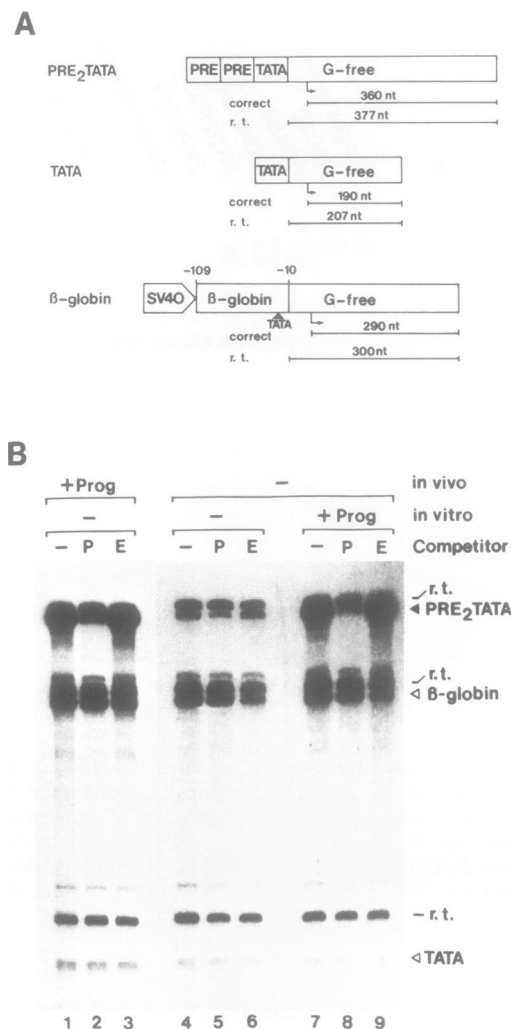 A
PRE₂TATA
PRE PRE TATA G-free
correct 360 nt
r. t. 377 nt
TATA
TATA G-free
correct 190 nt
r. t. 207 nt
-109 -10
ß-globin
SV40 ß-globin G-free
TATA
correct 290 nt
r. t. 300 nt
B
+Prog - in vivo
- - + Prog in vitro
- P E - P E - P E Competitor
r. t.
PRE₂TATA
r. t.
ß-globin
r. t.
TATA
1 2 3 4 5 6 7 8 9